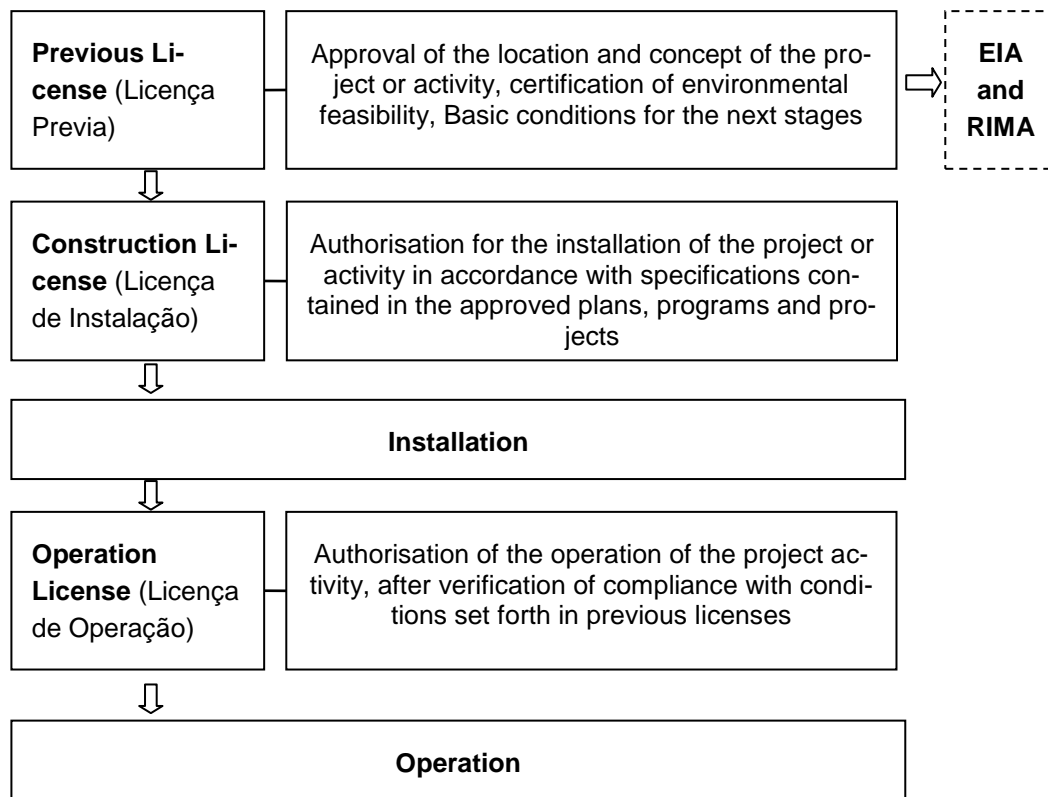 Previous Li-
cense (Licença
Previa)
Approval of the location and concept of the pro-
ject or activity, certification of environmental
feasibility, Basic conditions for the next stages
EIA
and
RIMA
Construction Li-
cense (Licença
de Instalação)
Authorisation for the installation of the project or
activity in accordance with specifications con-
tained in the approved plans, programs and pro-
jects
Installation
Operation
License (Licença
de Operação)
Authorisation of the operation of the project ac-
tivity, after verification of compliance with condi-
tions set forth in previous licenses
Operation